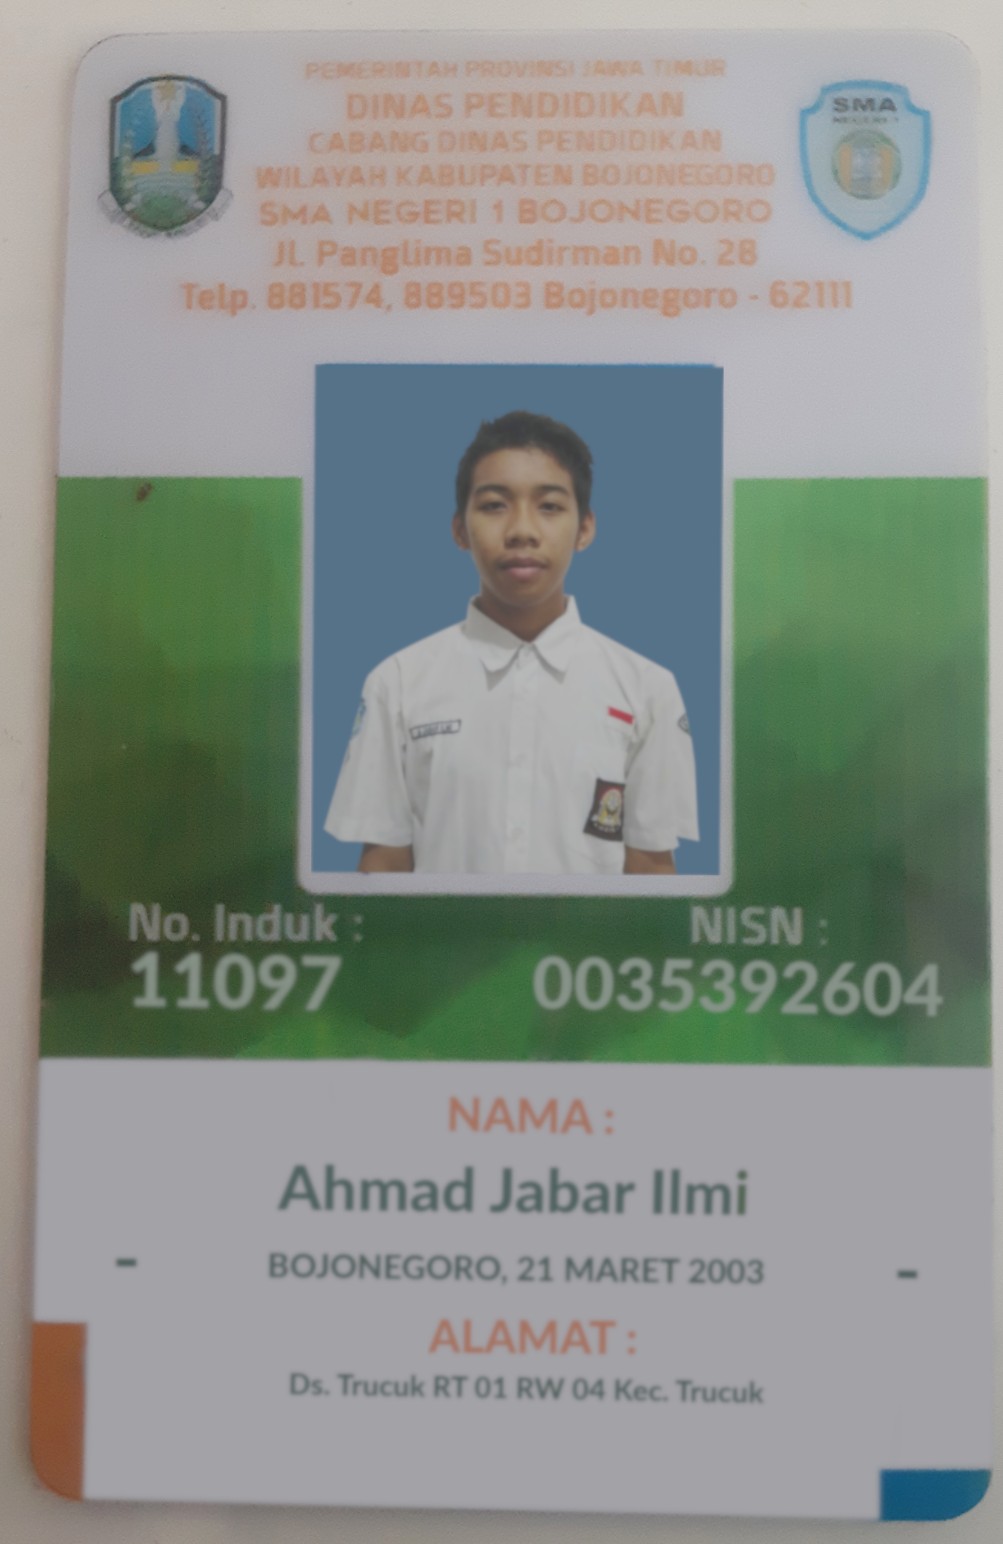 PEMERINTAH PROVINSI JAWA TIMUR
DINAS PENDIDIKAN
CABANG DINAS PENDIDIKAN
WILAYAH KABUPATEN BOJONEGORO
SMA NEGERI 1 BOJONEGORO
Jl. Panglima Sudirman No. 28
Telp. 881574, 889503 Bojonegoro - 62111
SMA
NEGERI 1
No. Induk :
11097
NISN :
0035392604
NAMA :
Ahmad Jabar Ilmi
- BOJONEGORO, 21 MARET 2003 -
ALAMAT :
Ds. Trucuk RT 01 RW 04 Kec. Trucuk